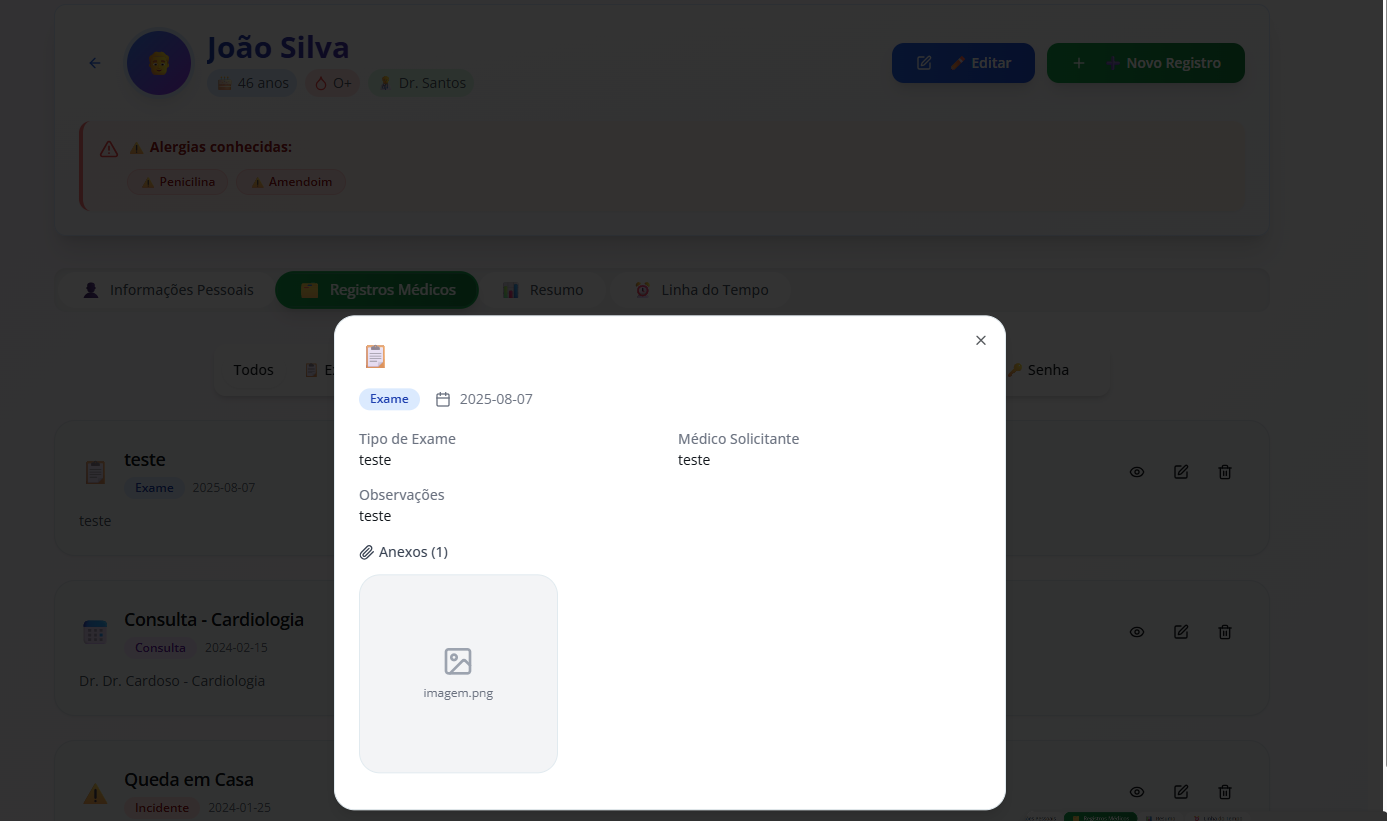 João Silva
46 anos
O+
Dr. Santos
Editar
Novo Registro
Alergias conhecidas:
Penicilina
Amendoim
Informações Pessoais
Registros Médicos
Resumo
Linha do Tempo
Todos
Senha
Exame
2025-08-07
Tipo de Exame
Médico Solicitante
teste
teste
Observações
teste
Anexos (1)
imagem.png
teste
Exame
2025-08-07
teste
Consulta - Cardiologia
Consulta
2024-02-15
Dr. Dr. Cardoso - Cardiologia
Queda em Casa
Incidente
2024-01-25